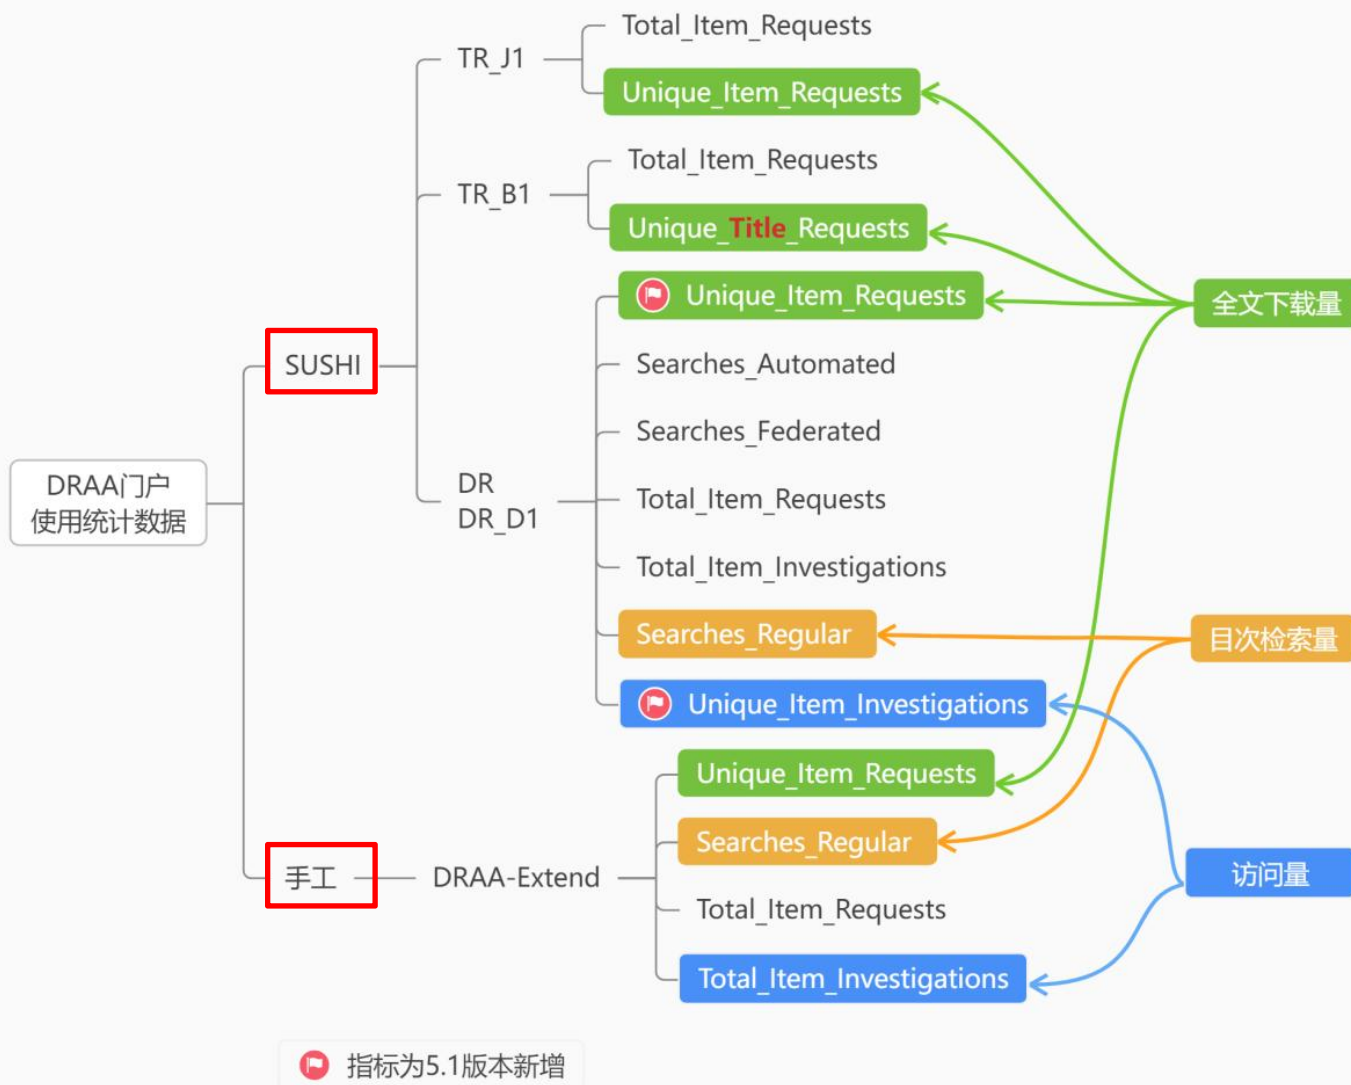 Total_Item_Requests
TR_J1
Unique_Item_Requests
Total_Item_Requests
TR_B1
Unique_Title_Requests
Unique_Item_Requests
全文下载量
SUSHI
Searches_Automated
Searches_Federated
DRAA门户
使用统计数据
DR
DR_D1
Total_Item_Requests
Total_Item_Investigations
Searches_Regular
目次检索量
Unique_Item_Investigations
Unique_Item_Requests
Searches_Regular
手工
DRAA-Extend
访问量
Total_Item_Requests
Total_Item_Investigations
指标为5.1版本新增